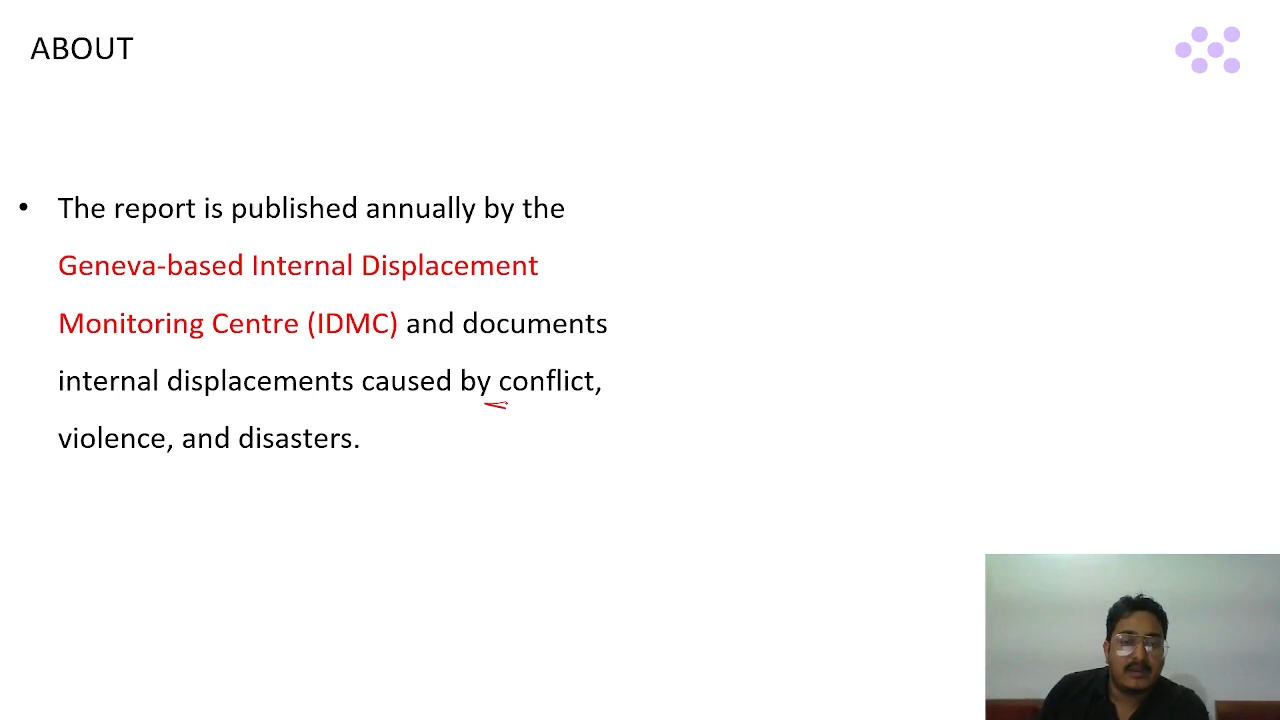 ABOUT
• The report is published annually by the
Geneva-based Internal Displacement
Monitoring Centre (IDMC) and documents
internal displacements caused by conflict,
violence, and disasters.